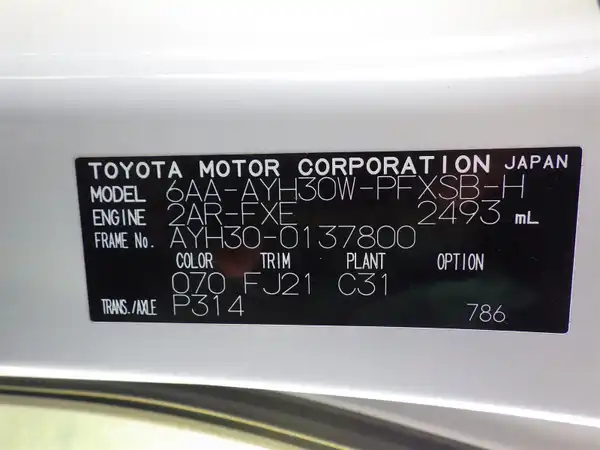 TOYOTA MOTOR CORPORATION JAPAN
MODEL 6AA-AYH30W-PFXSB-H
ENGINE 2AR-FXE 2493 mL
FRAME No. AYH30-0137800
COLOR TRIM PLANT OPTION
070 FJ21 C31
TRANS./AXLE P314 786